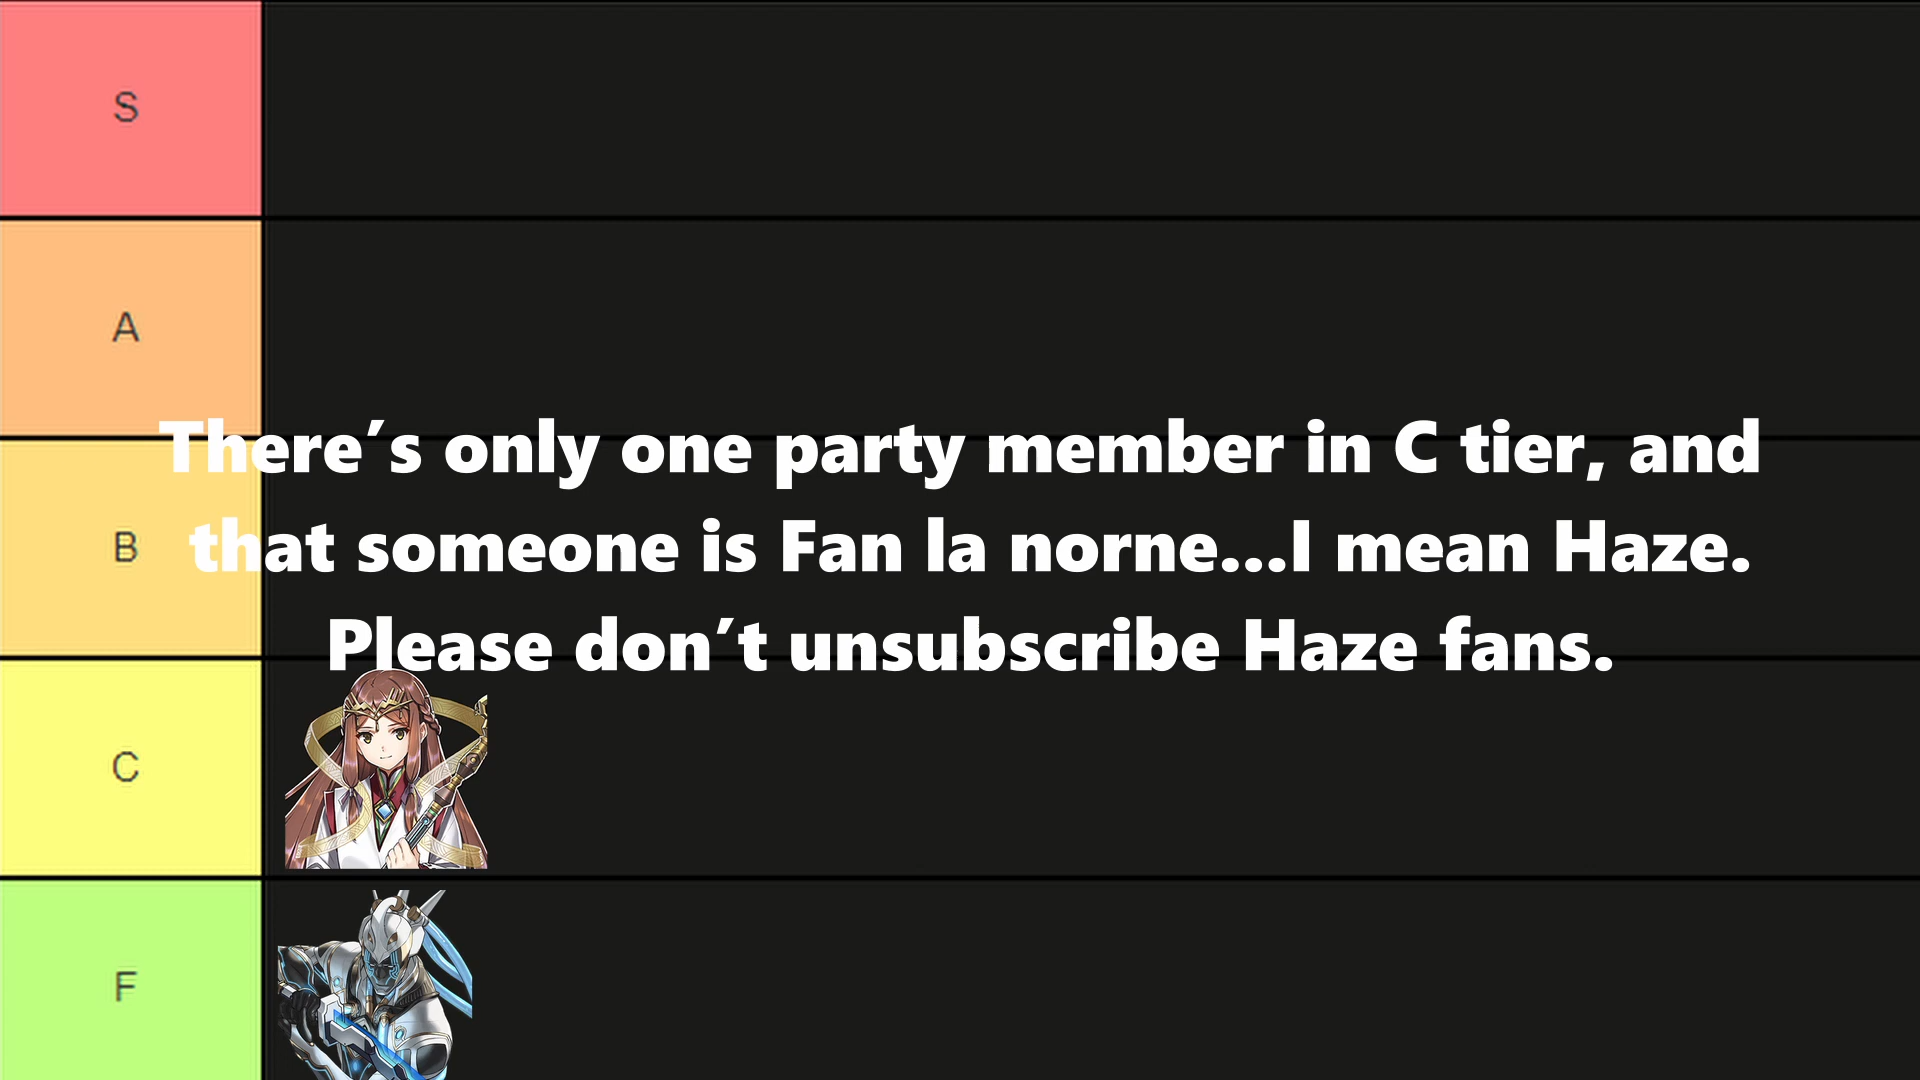 S
A
There′s only one party member in C tier, and
B
that someone is Fan la norne...I mean Haze.
Please don′t unsubscribe Haze fans.
C
F